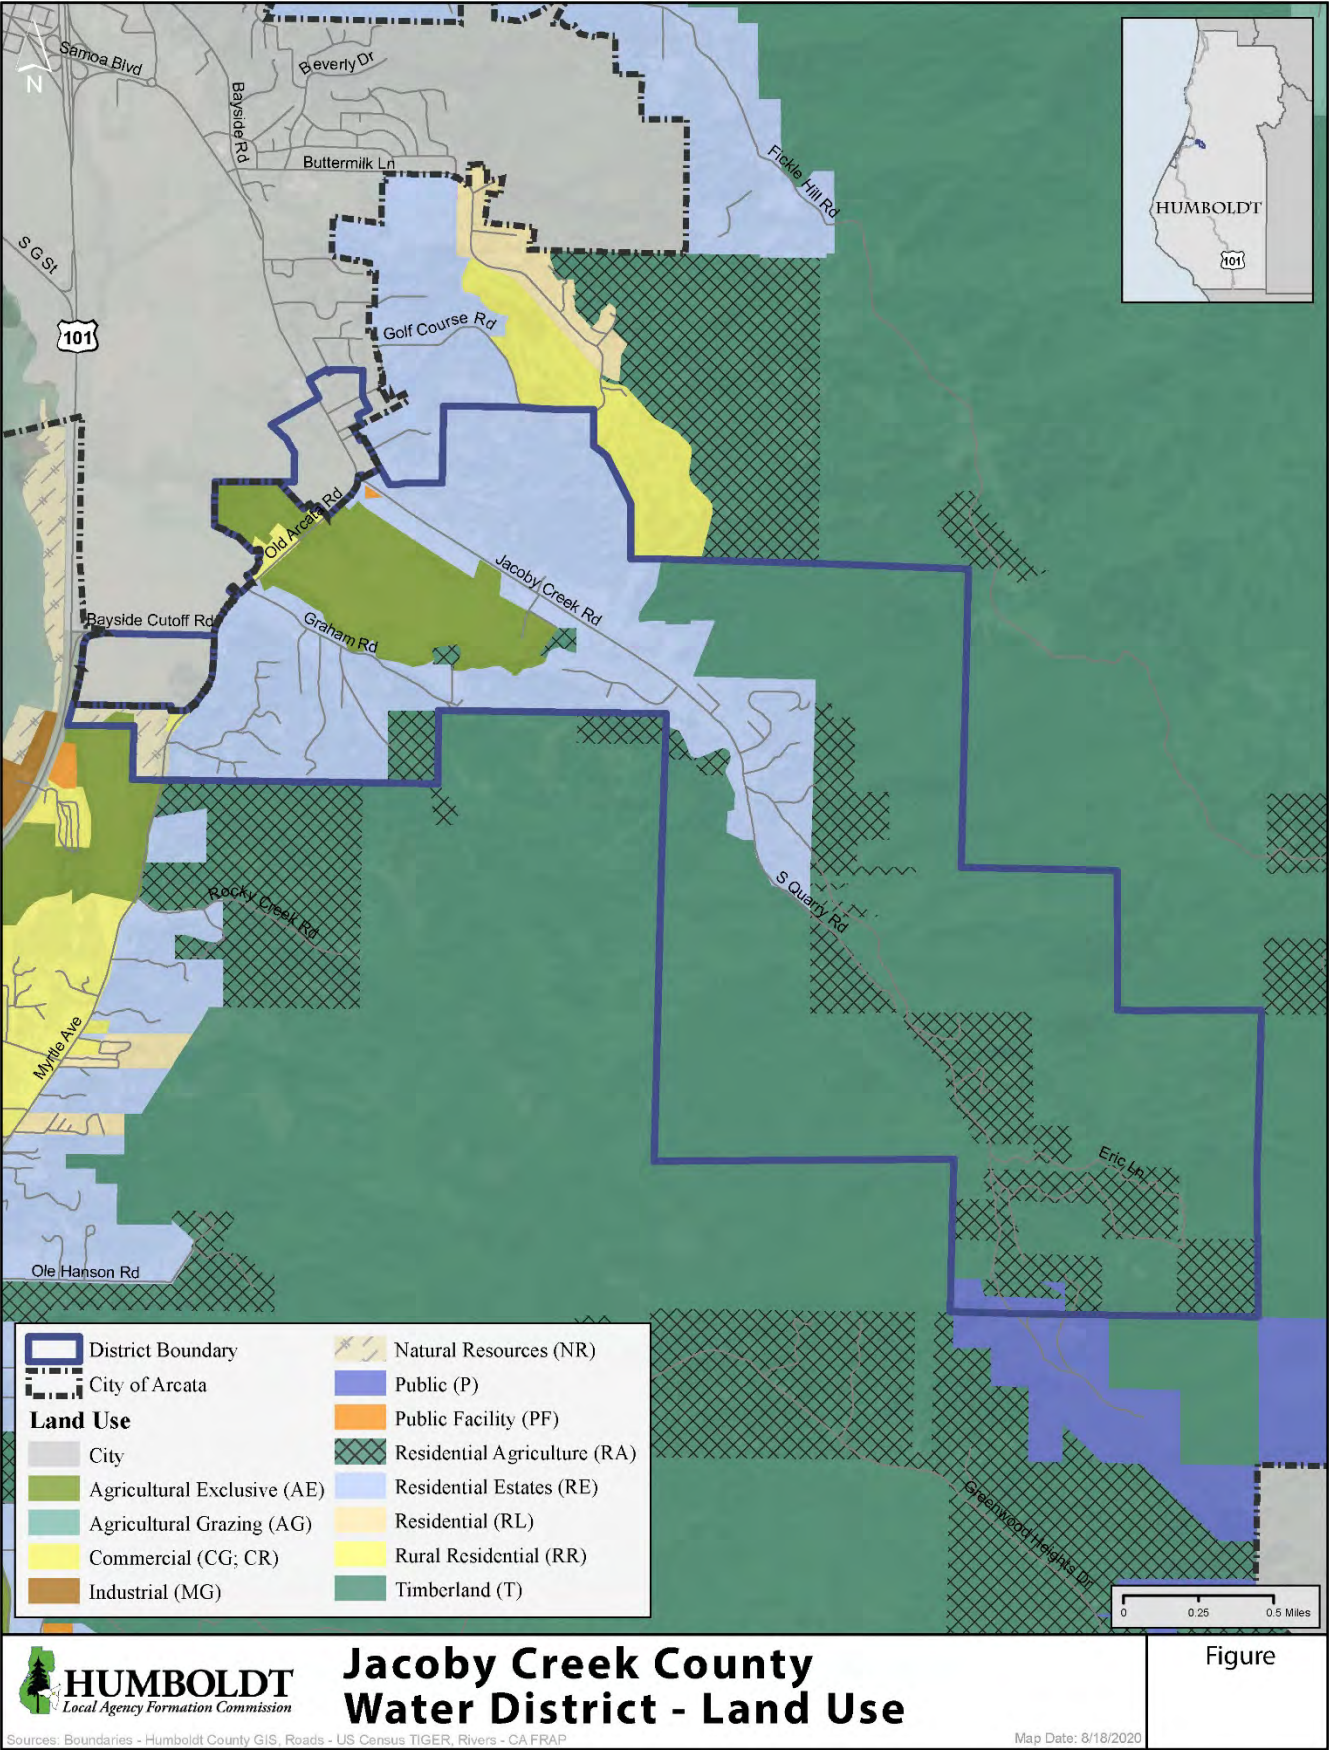 Samoa Blvd
N
Beverly Dr
Bayside Rd
Buttermilk Ln
Fickle Hill Rd
HUMBOLDT
101
S G St
101
Golf Course Rd
Old Arcata Rd
Jacoby Creek Rd
Bayside Cutoff Rd
Graham Rd
S Quarry Rd
Rocky Creek Rd
Myrtle Ave
Eric Ln
Ole Hanson Rd
Greenwood Heights Dr
District Boundary
City of Arcata
Land Use
City
Agricultural Exclusive (AE)
Agricultural Grazing (AG)
Commercial (CG; CR)
Industrial (MG)
Natural Resources (NR)
Public (P)
Public Facility (PF)
Residential Agriculture (RA)
Residential Estates (RE)
Residential (RL)
Rural Residential (RR)
Timberland (T)
0 0.25 0.5 Miles
HUMBOLDT
Local Agency Formation Commission
Jacoby Creek County
Water District - Land Use
Figure
Sources: Boundaries - Humboldt County GIS, Roads - US Census TIGER, Rivers - CA FRAP
Map Date: 8/18/2020